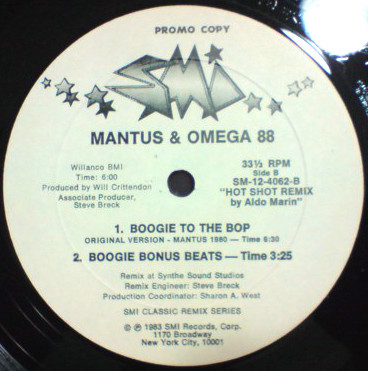 PROMO COPY
SMI
MANTUS & OMEGA 88
Willanco BMI
Time: 6:00
Produced by Will Crittendon
Associate Producer,
Steve Breck
33⅓ RPM
Side B
SM-12-4062-B
"HOT SHOT REMIX
by Aldo Marin"
1. BOOGIE TO THE BOP
ORIGINAL VERSION - MANTUS 1980 — Time 6:30
2. BOOGIE BONUS BEATS — Time 3:25
Remix at Synthe Sound Studios
Remix Engineer: Steve Breck
Production Coordinator: Sharon A. West
SMI CLASSIC REMIX SERIES
© ℗ 1983 SMI Records, Corp.
1170 Broadway
New York City, 10001